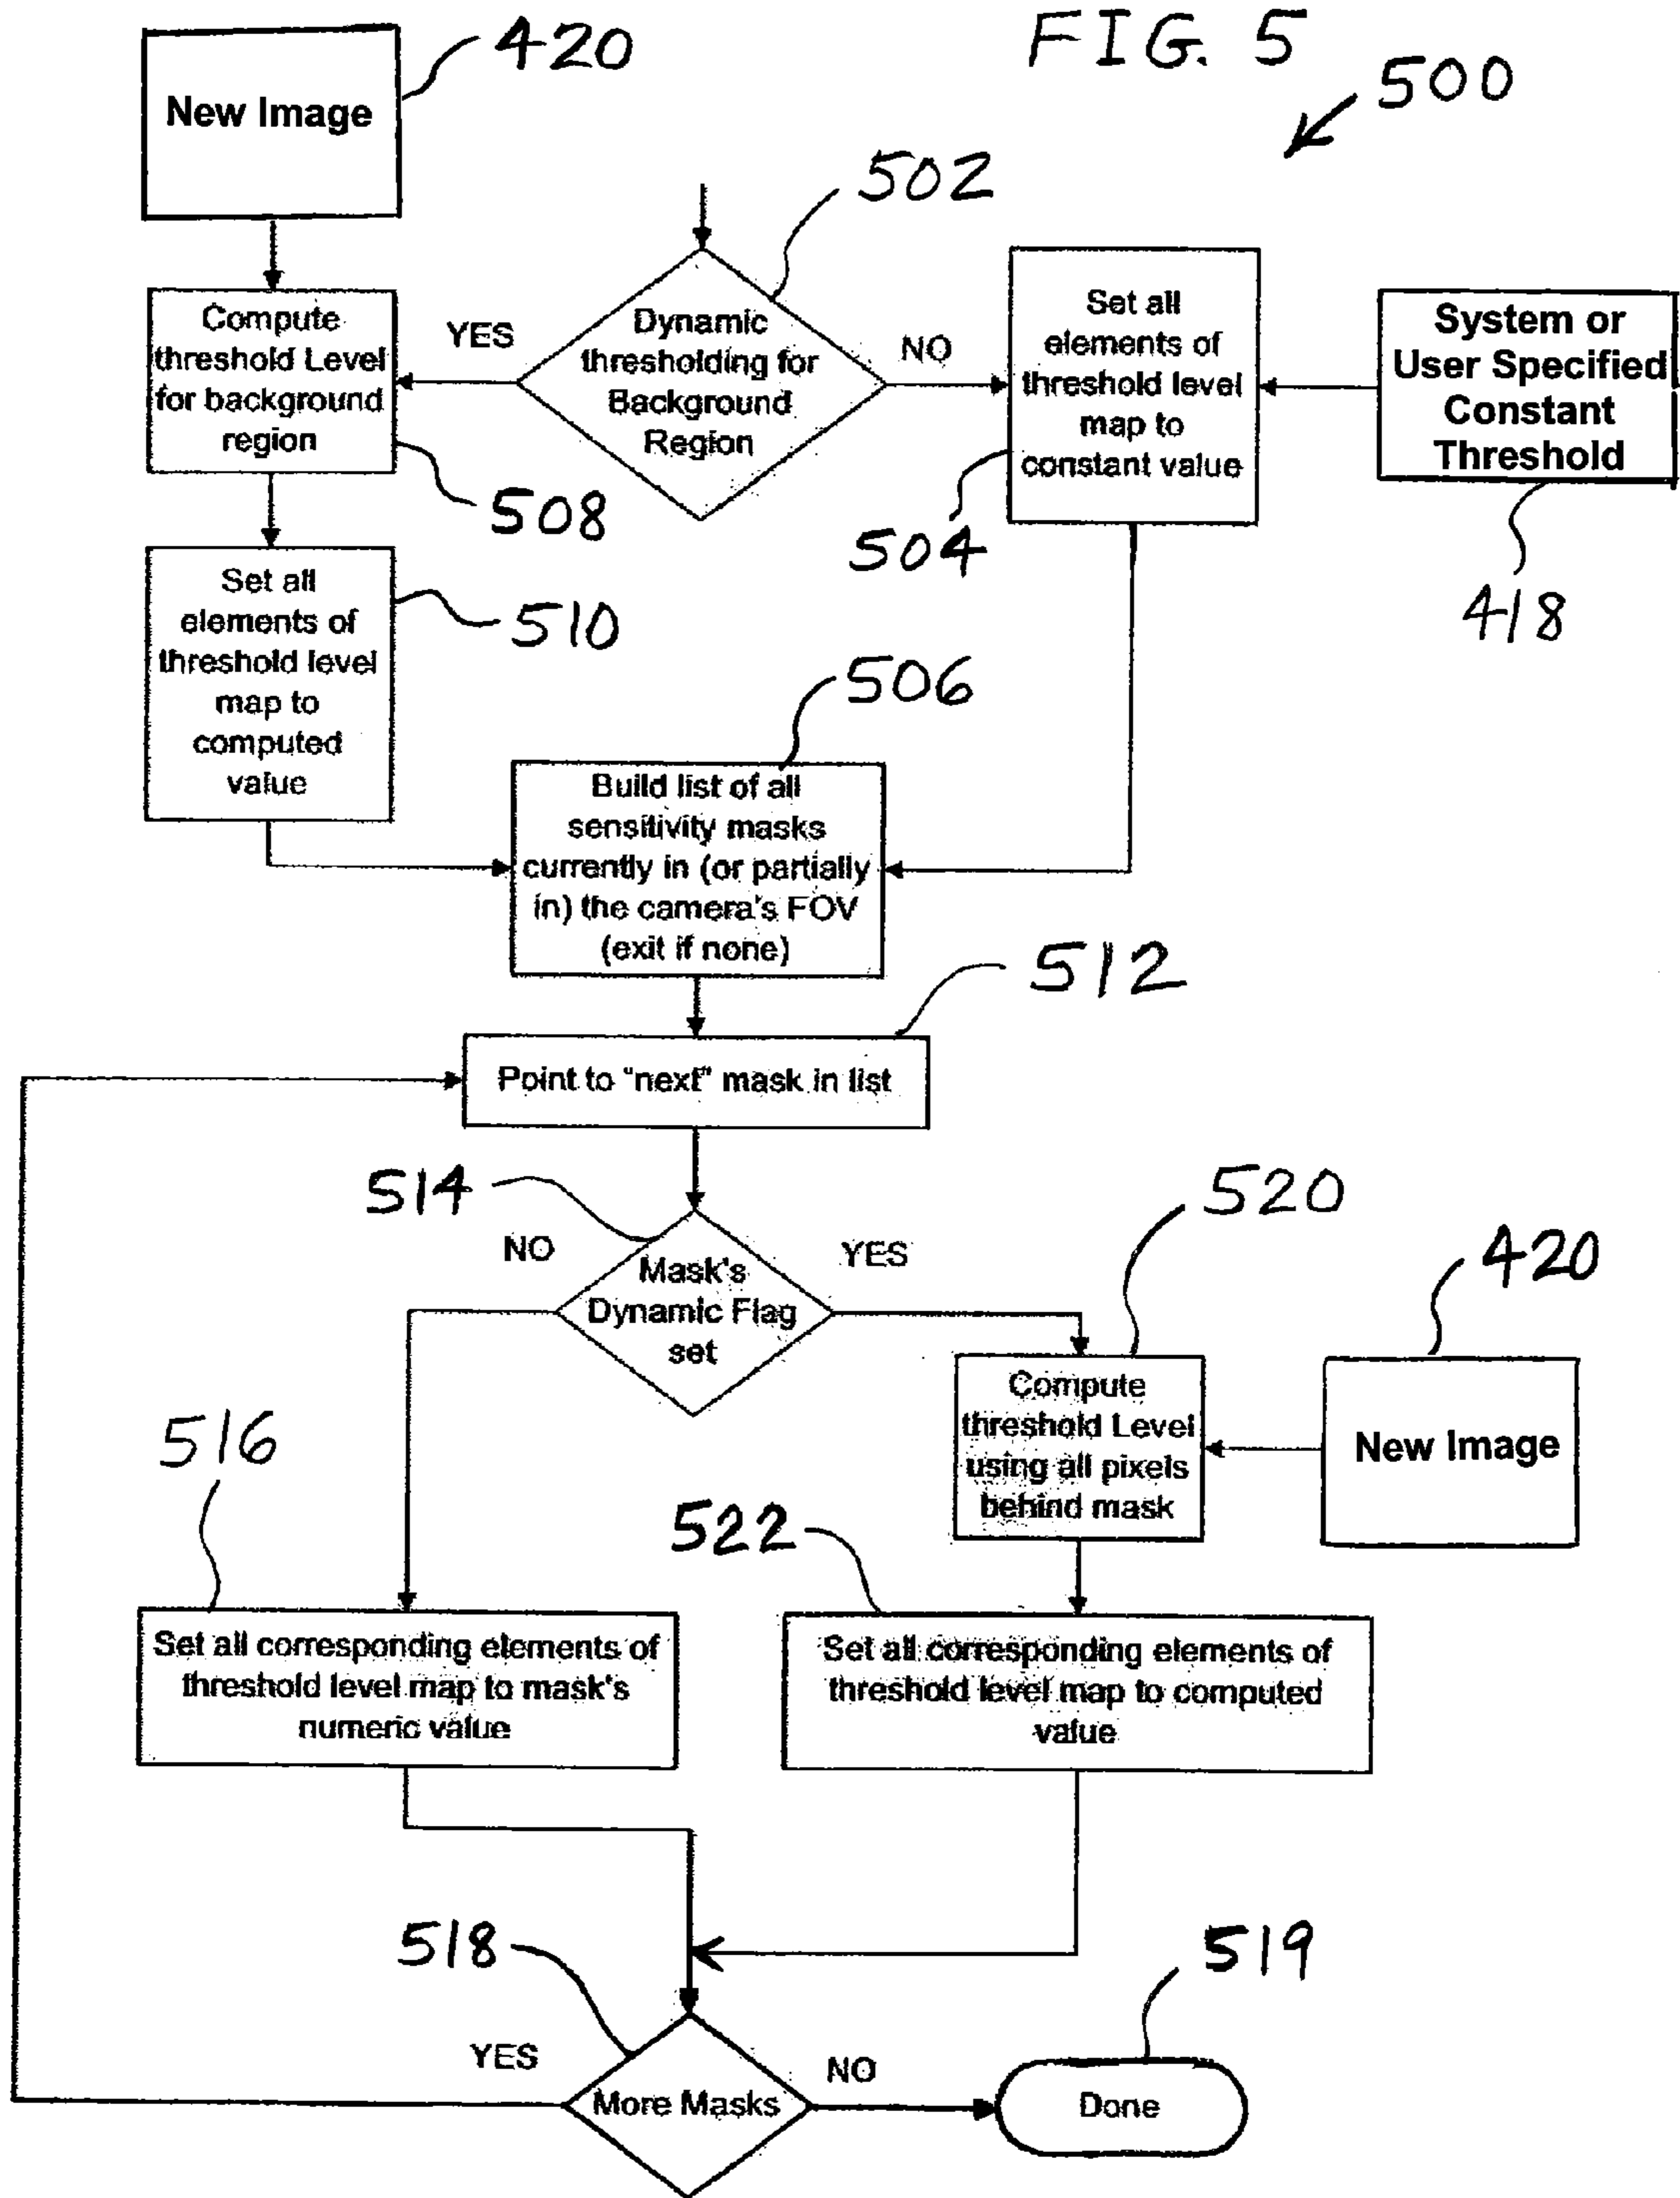 FIG. 5
500
420
New Image
502
Dynamic
thresholding for
Background
Region
YES
NO
Compute
threshold Level
for background
region
508
Set all
elements of
threshold level
map to
constant value
504
System or
User Specified
Constant
Threshold
418
Set all
elements of
threshold level
map to
computed
value
510
506
Build list of all
sensitivity masks
currently in (or partially
in) the camera's FOV
(exit if none)
512
Point to "next" mask in list
514
Mask's
Dynamic Flag
set
NO
YES
520
Compute
threshold Level
using all pixels
behind mask
420
New Image
516
Set all corresponding elements of
threshold level map to mask's
numeric value
522
Set all corresponding elements of
threshold level map to computed
value
518
More Masks
YES
NO
519
Done